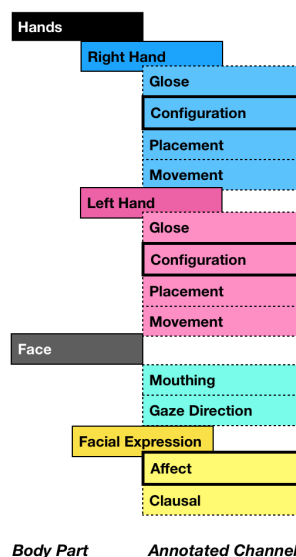 Hands
Right Hand
Glose
Configuration
Placement
Movement
Left Hand
Glose
Configuration
Placement
Movement
Face
Mouthing
Gaze Direction
Facial Expression
Affect
Clausal
Body Part Annotated Channel